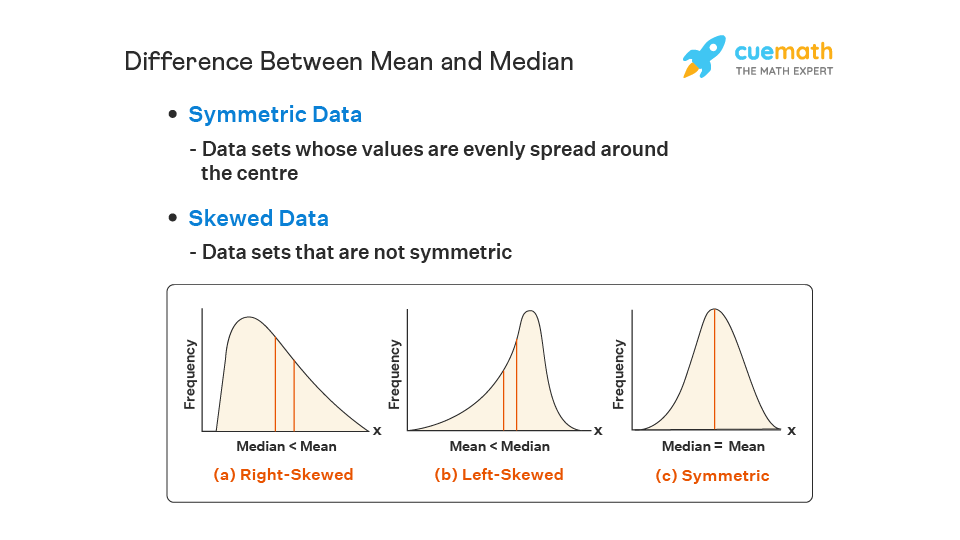 Difference Between Mean and Median
cuemath
THE MATH EXPERT
• Symmetric Data
- Data sets whose values are evenly spread around
the centre
• Skewed Data
- Data sets that are not symmetric
Frequency
x
Median < Mean
(a) Right-Skewed
Frequency
x
Mean < Median
(b) Left-Skewed
Frequency
x
Median = Mean
(c) Symmetric